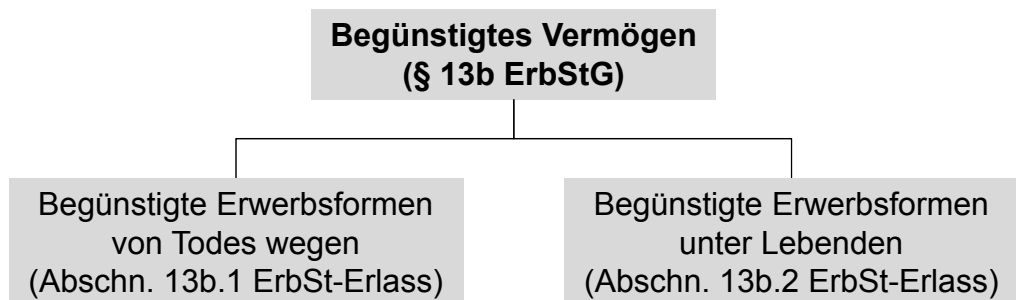 Begünstigtes Vermögen
(§ 13b ErbStG)
Begünstigte Erwerbsformen
von Todes wegen
(Abschn. 13b.1 ErbSt-Erlass)
Begünstigte Erwerbsformen
unter Lebenden
(Abschn. 13b.2 ErbSt-Erlass)